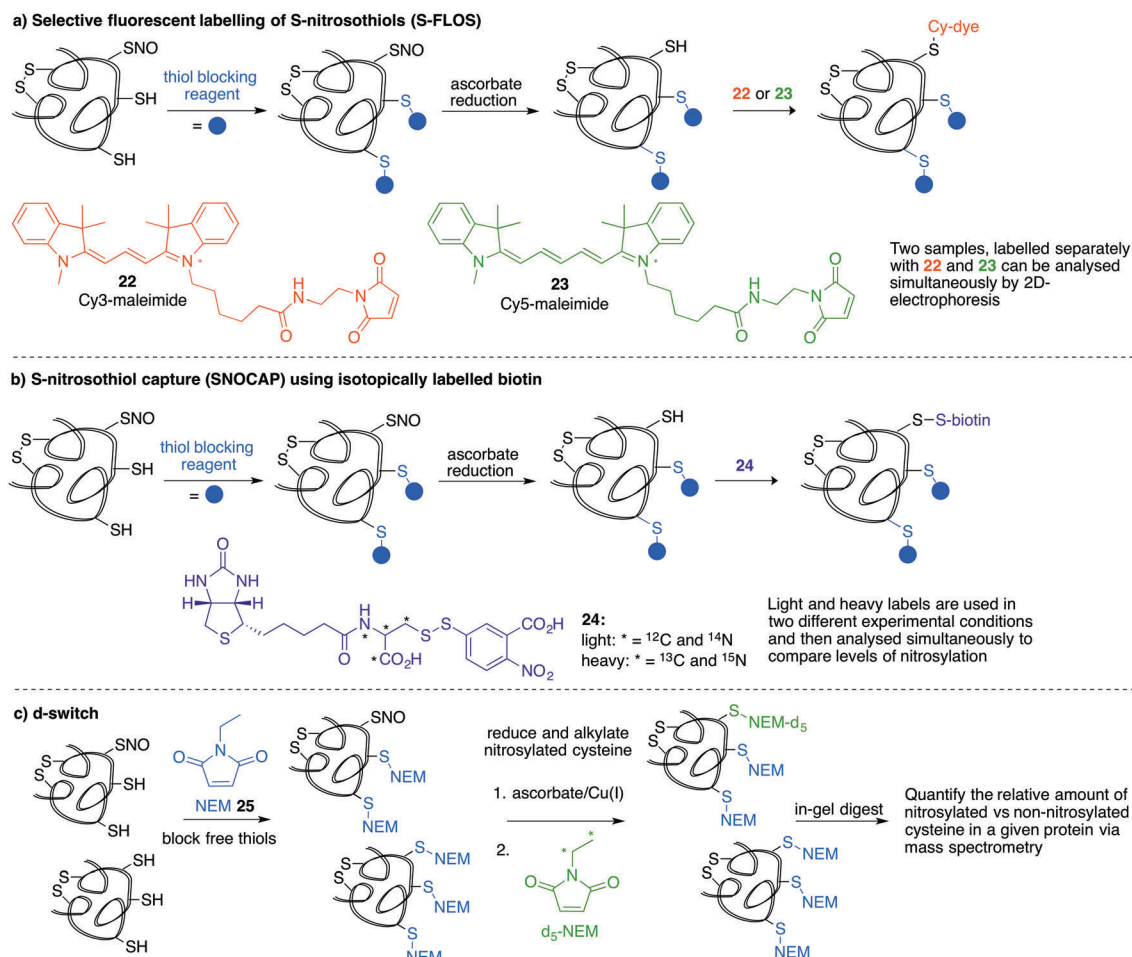 a) Selective fluorescent labelling of S-nitrosothiols (S-FLOS)
SNO
S
S
SH
SH
thiol blocking
reagent
=
SNO
S
S
S
S
ascorbate
reduction
SH
S
S
S
S
22 or 23
Cy-dye
S
S
S
S
S
N
N
+
22
Cy3-maleimide
H
N
O
N
O
O
N
N
+
23
Cy5-maleimide
H
N
O
N
O
O
Two samples, labelled separately
with 22 and 23 can be analysed
simultaneously by 2D-
electrophoresis
b) S-nitrosothiol capture (SNOCAP) using isotopically labelled biotin
SNO
S
S
SH
SH
thiol blocking
reagent
=
SNO
S
S
S
S
ascorbate
reduction
SH
S
S
S
S
24
S
S-biotin
S
S
S
S
O
HN
NH
H
H
S
O
H
N
*
*
*
*CO₂H
S
S
CO₂H
NO₂
24:
light: * = ¹²C and ¹⁴N
heavy: * = ¹³C and ¹⁵N
Light and heavy labels are used in
two different experimental conditions
and then analysed simultaneously to
compare levels of nitrosylation
c) d-switch
SNO
S
S
SH
SH
SH
S
S
SH
SH
N
O
O
NEM 25
block free thiols
SNO
S
S
S
NEM
S
NEM
S
NEM
S
S
S
NEM
S
NEM
reduce and alkylate
nitrosylated cysteine
1. ascorbate/Cu(I)
2.
*
*
N
O
O
d₅-NEM
S
NEM-d₅
S
S
S
NEM
S
NEM
S
NEM
S
S
S
NEM
S
NEM
in-gel digest
Quantify the relative amount of
nitrosylated vs non-nitrosylated
cysteine in a given protein via
mass spectrometry